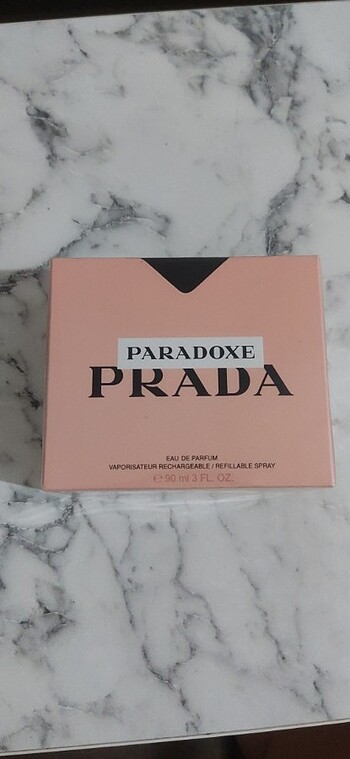 PARADOXE
PRADA
EAU DE PARFUM
VAPORISATEUR RECHARGEABLE / REFILLABLE SPRAY
℮ 90 ml 3 FL. OZ.